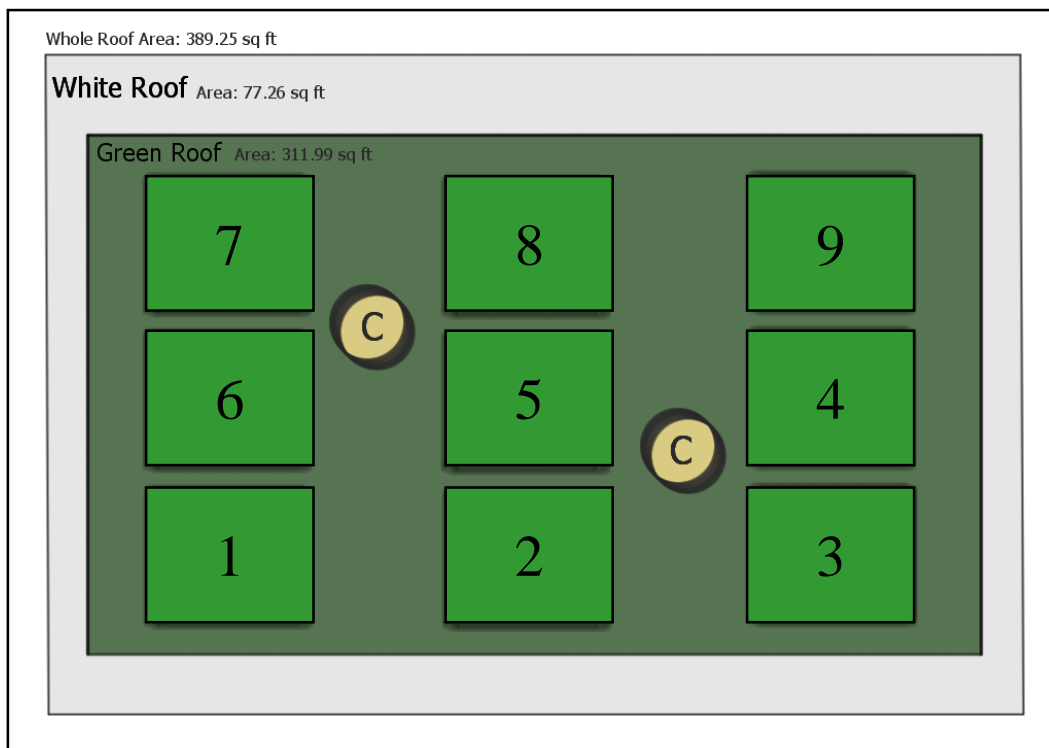 Whole Roof Area: 389.25 sq ft
White Roof Area: 77.26 sq ft
Green Roof Area: 311.99 sq ft
7 8 9
C
6 5 4
C
1 2 3